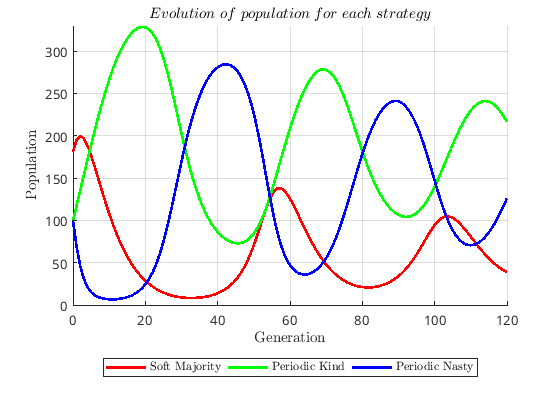 Evolution of population for each strategy
Population
300
250
200
150
100
50
0
0 20 40 60 80 100 120
Generation
Soft Majority Periodic Kind Periodic Nasty